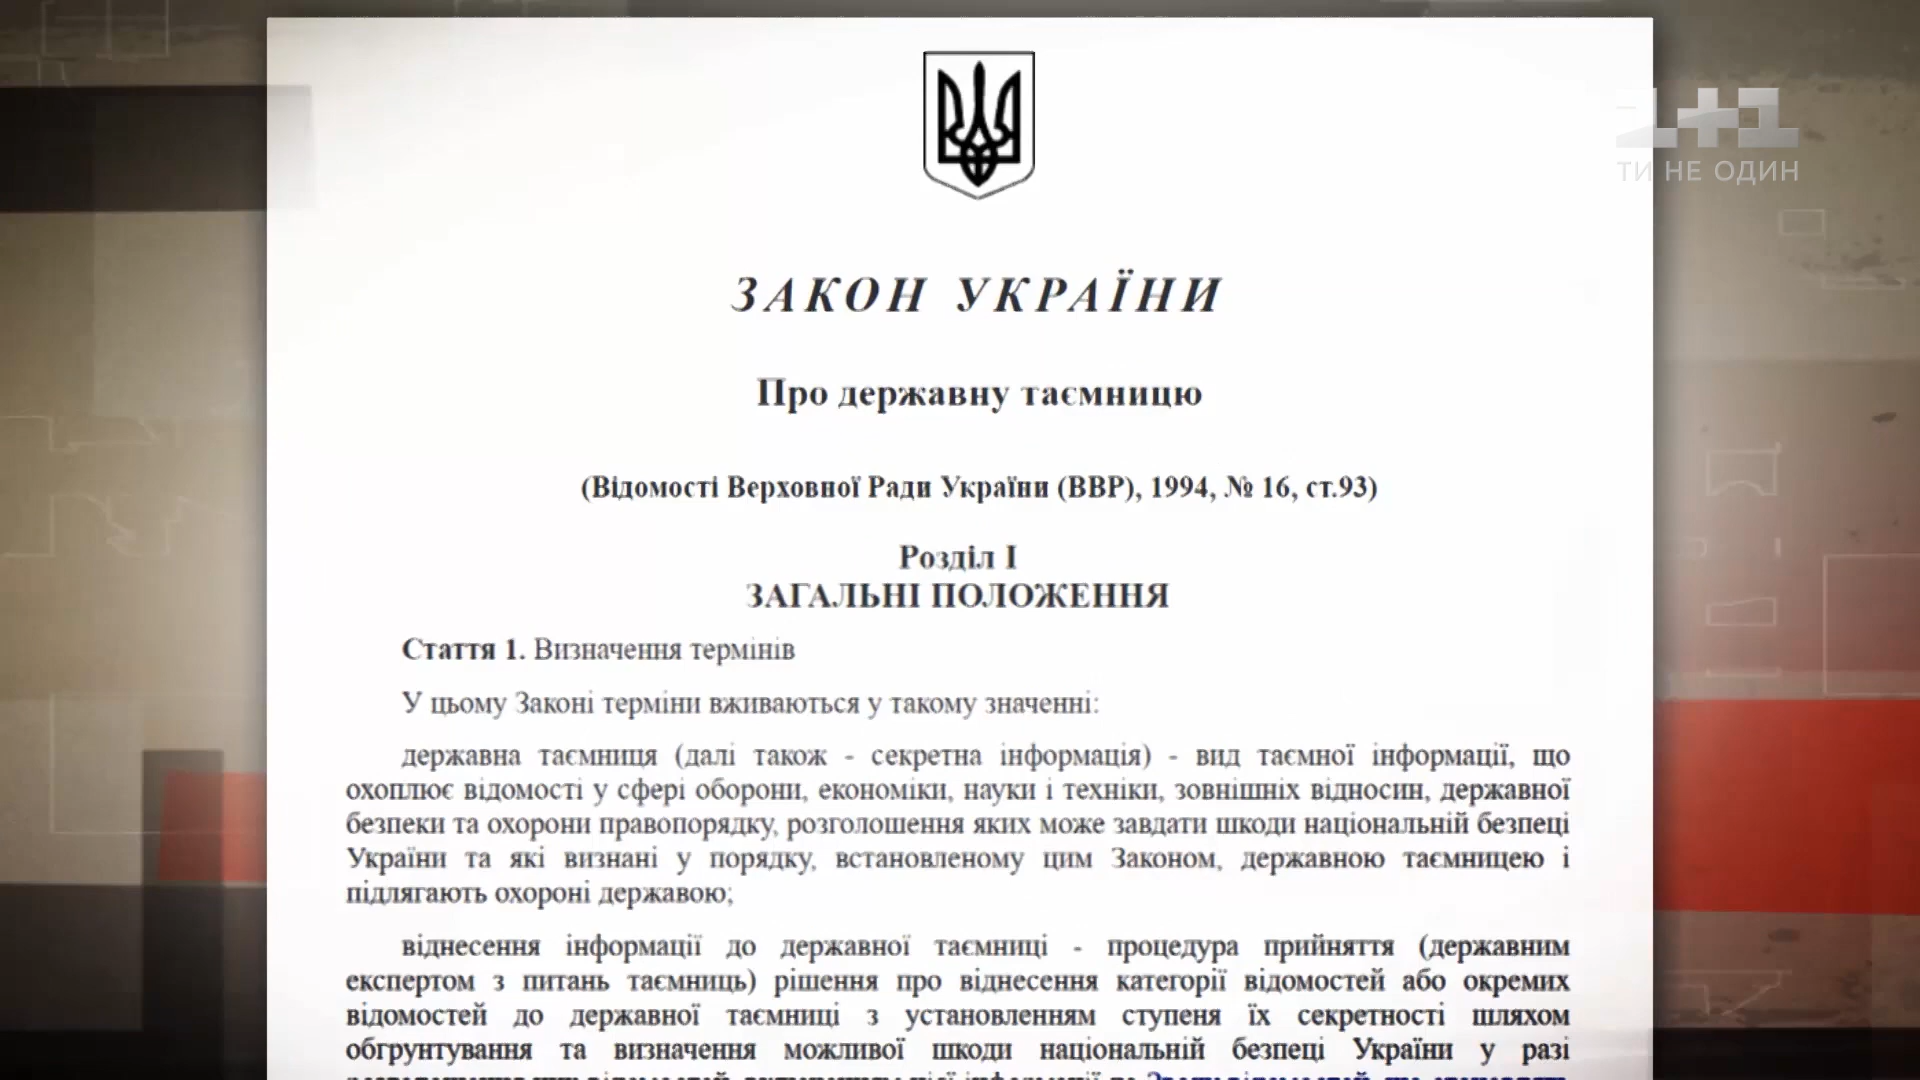 1+1
ТИ НЕ ОДИН
ЗАКОН УКРАЇНИ
Про державну таємницю
(Відомості Верховної Ради України (ВВР), 1994, № 16, ст.93)
Розділ I
ЗАГАЛЬНІ ПОЛОЖЕННЯ
Стаття 1. Визначення термінів
У цьому Законі терміни вживаються у такому значенні:
державна таємниця (далі також - секретна інформація) - вид таємної інформації, що
охоплює відомості у сфері оборони, економіки, науки і техніки, зовнішніх відносин, державної
безпеки та охорони правопорядку, розголошення яких може завдати шкоди національній безпеці
України та які визнані у порядку, встановленому цим Законом, державною таємницею і
підлягають охороні державою;
віднесення інформації до державної таємниці - процедура прийняття (державним
експертом з питань таємниць) рішення про віднесення категорії відомостей або окремих
відомостей до державної таємниці з установленням ступеня їх секретності шляхом
обгрунтування та визначення можливої шкоди національній безпеці України у разі